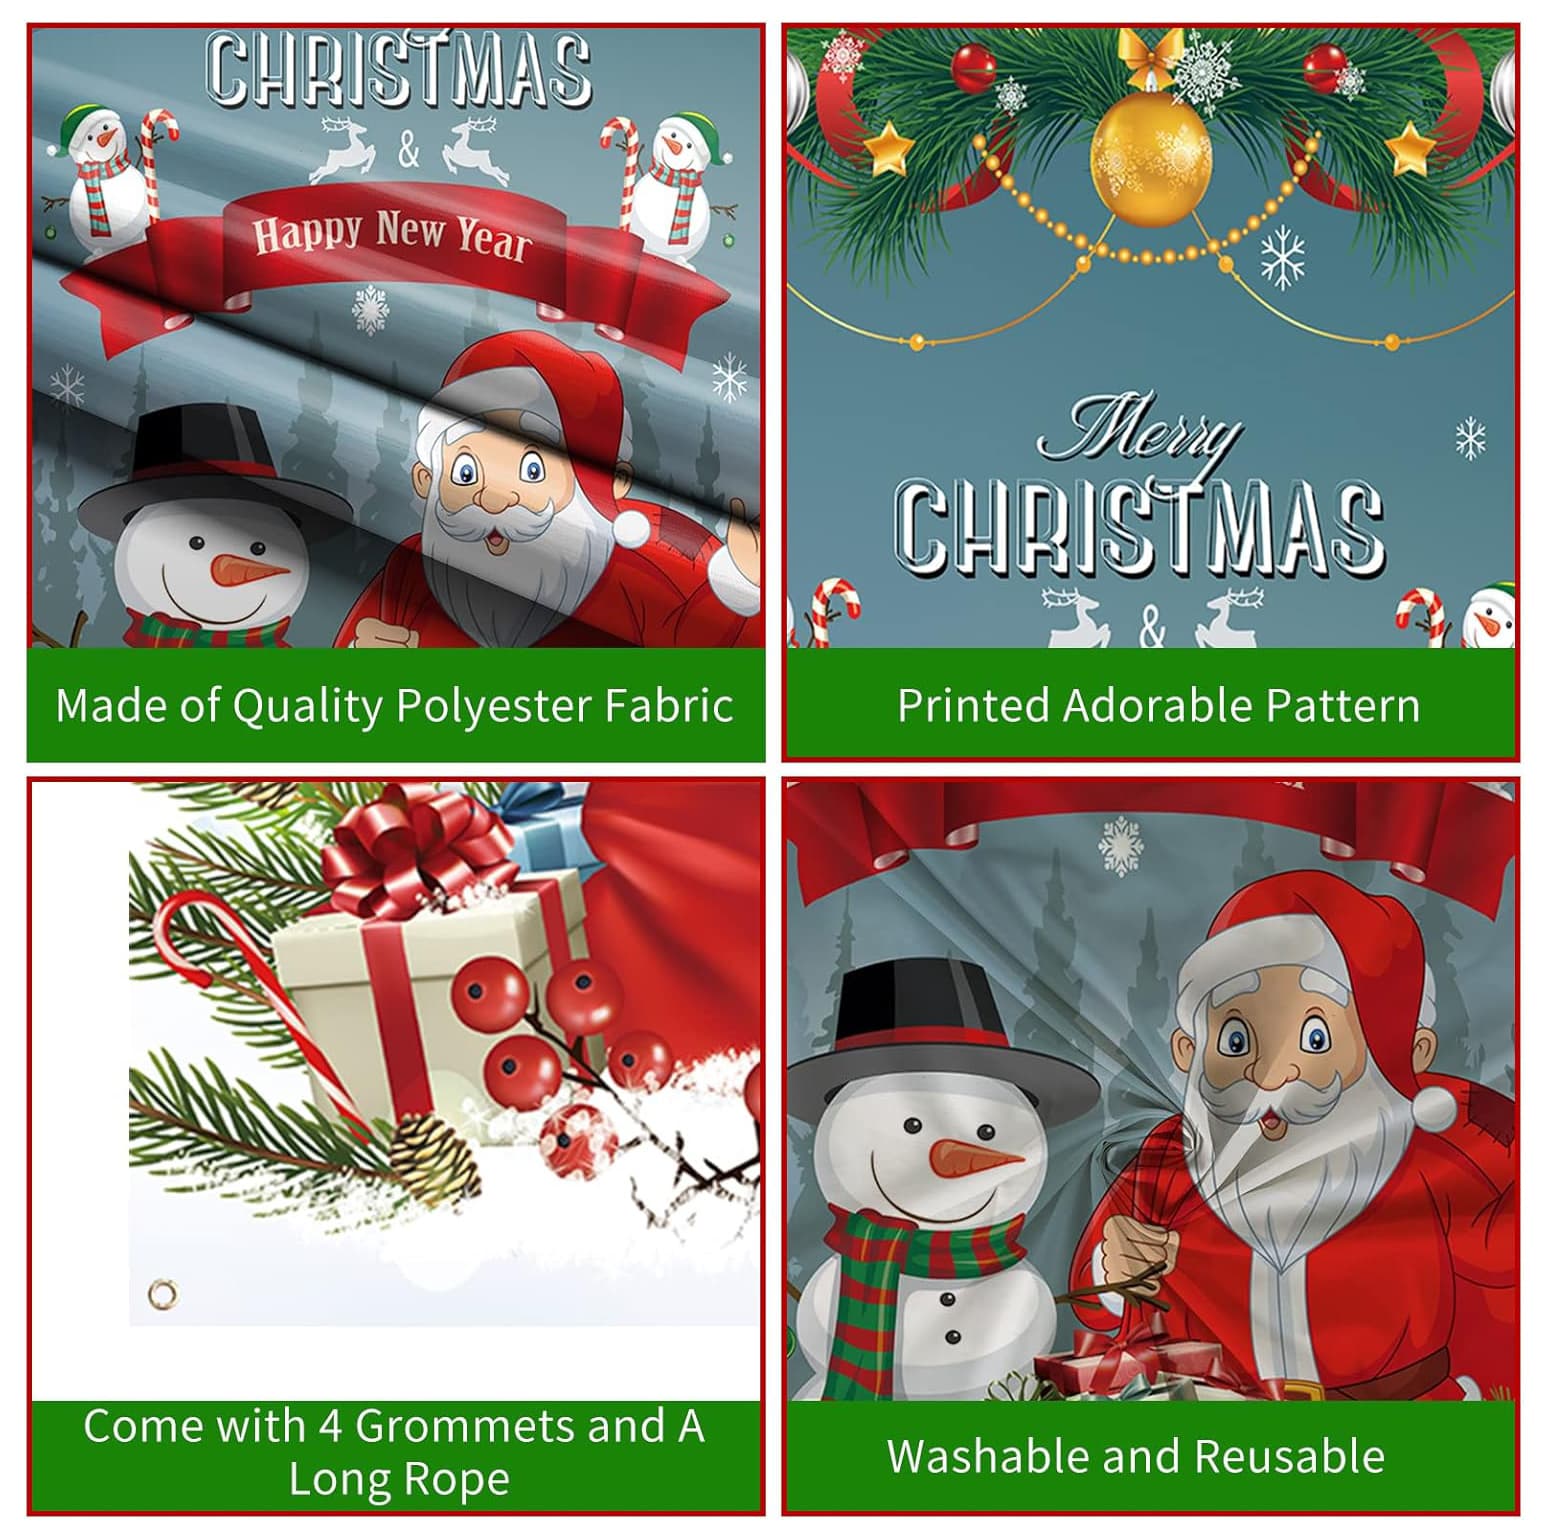 CHRISTMAS
&
Happy New Year
Made of Quality Polyester Fabric
Merry
CHRISTMAS
&
Printed Adorable Pattern
Come with 4 Grommets and A
Long Rope
Washable and Reusable